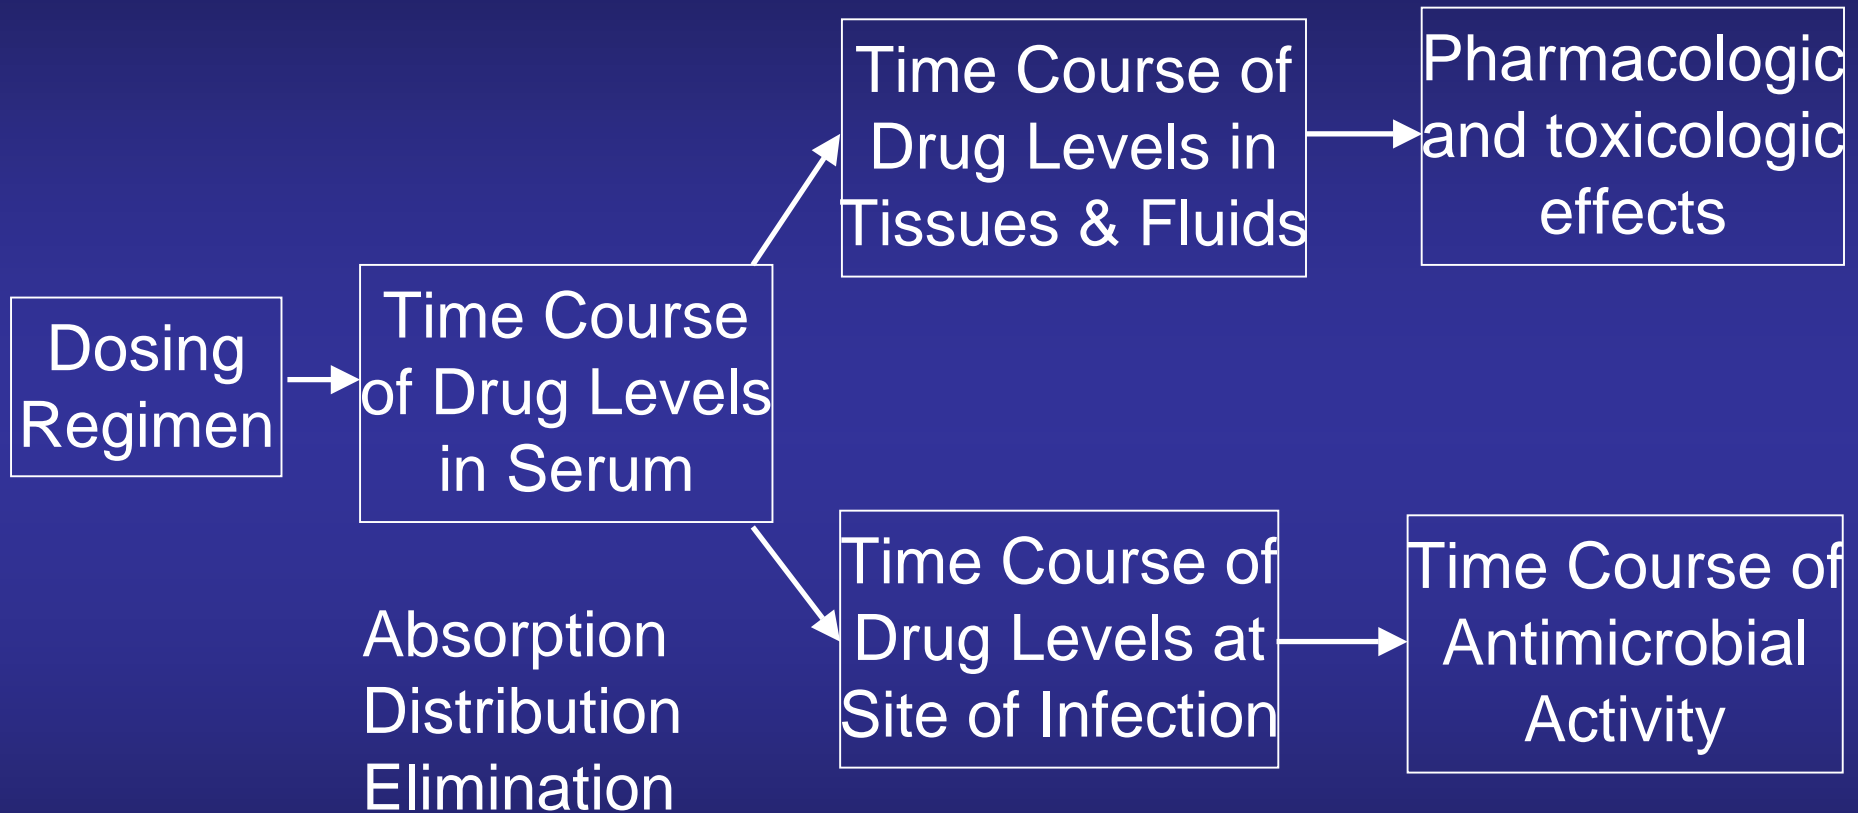 Dosing
Regimen
Time Course
of Drug Levels
in Serum
Absorption
Distribution
Elimination
Time Course of
Drug Levels in
Tissues & Fluids
Pharmacologic
and toxicologic
effects
Time Course of
Drug Levels at
Site of Infection
Time Course of
Antimicrobial
Activity